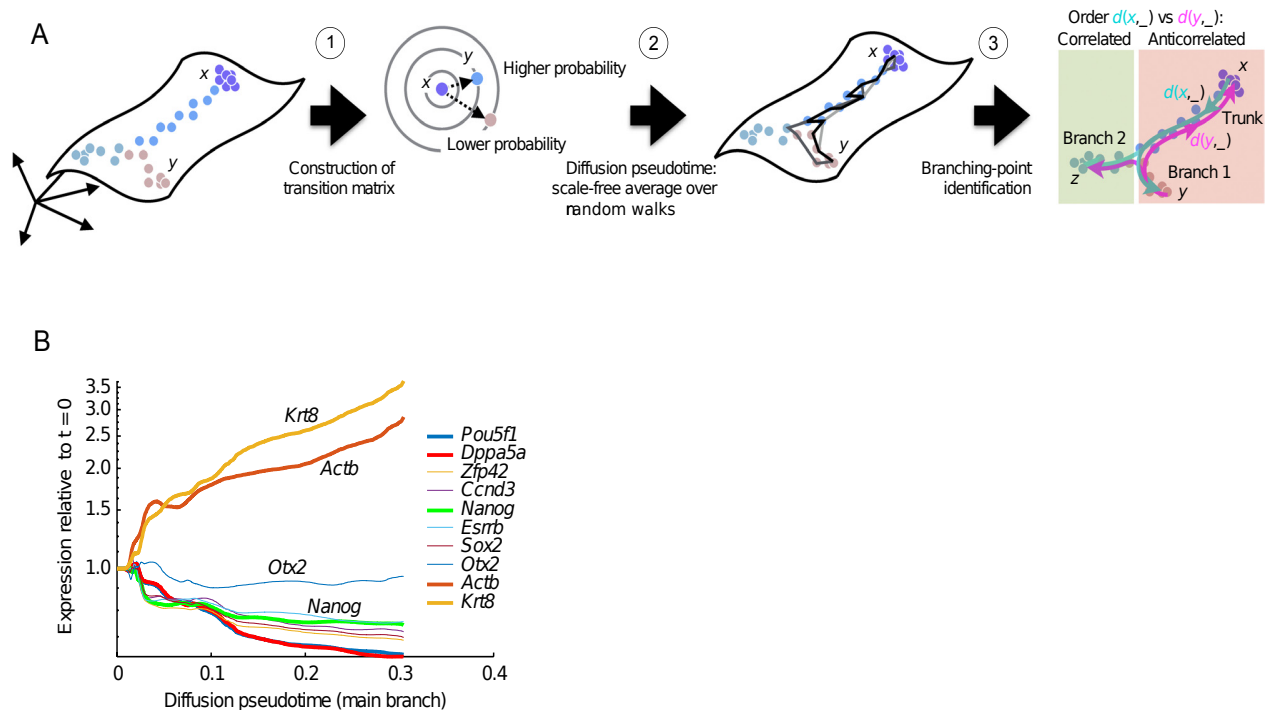 A
1
2
3
x
y
Construction of
transition matrix
x
y
Higher probability
Lower probability
Diffusion pseudotime:
scale-free average over
random walks
x
y
Branching-point
identification
Order d(x,_) vs d(y,_):
Correlated
Anticorrelated
x
d(x,_)
Trunk
d(y,_)
Branch 2
Branch 1
z
y
B
Expression relative to t = 0
3.5
3.0
2.5
2.0
1.5
1.0
Krt8
Actb
Otx2
Nanog
Pou5f1
Dppa5a
Zfp42
Ccnd3
Nanog
Esrrb
Sox2
Otx2
Actb
Krt8
0
0.1
0.2
0.3
0.4
Diffusion pseudotime (main branch)